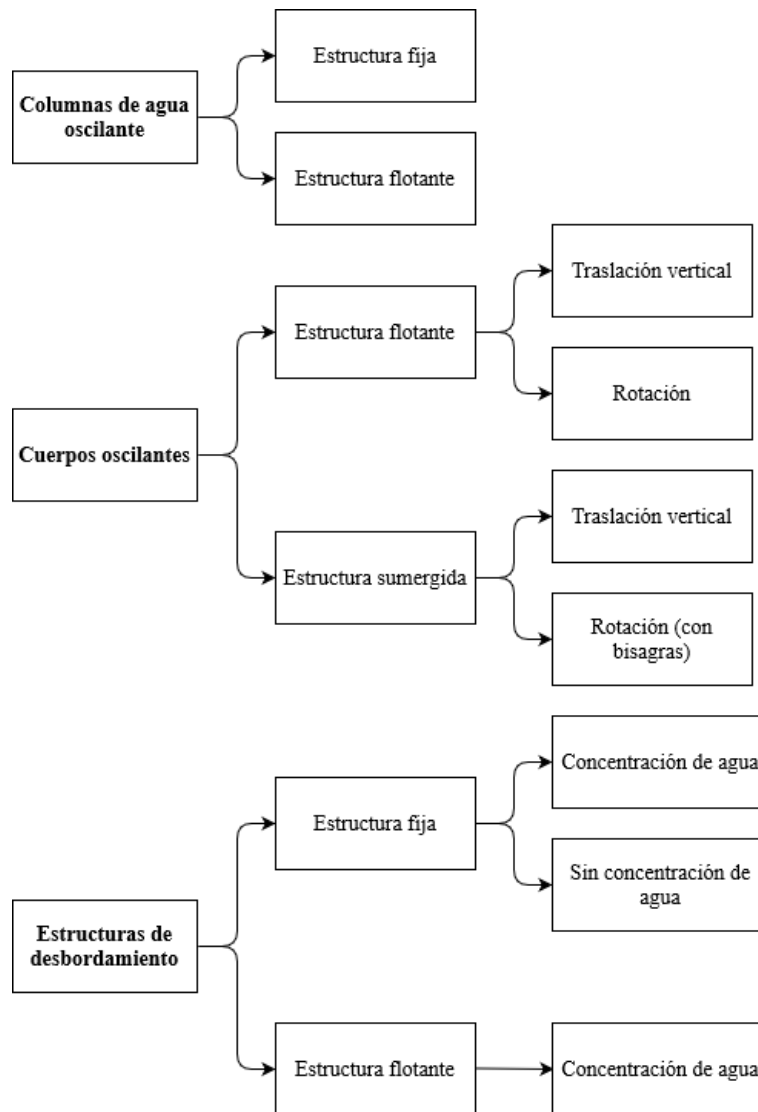 Estructura fija
Columnas de agua
oscilante
Estructura flotante
Traslación vertical
Estructura flotante
Rotación
Cuerpos oscilantes
Traslación vertical
Estructura sumergida
Rotación (con
bisagras)
Concentración de agua
Estructura fija
Sin concentración de
agua
Estructuras de
desbordamiento
Estructura flotante
Concentración de agua